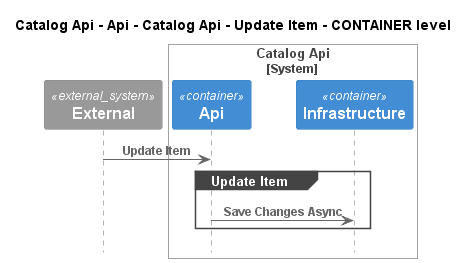 Catalog Api - Api - Catalog Api - Update Item - CONTAINER level
Catalog Api
[System]
«external_system»
External
«container»
Api
«container»
Infrastructure
Update Item
Update Item
Save Changes Async